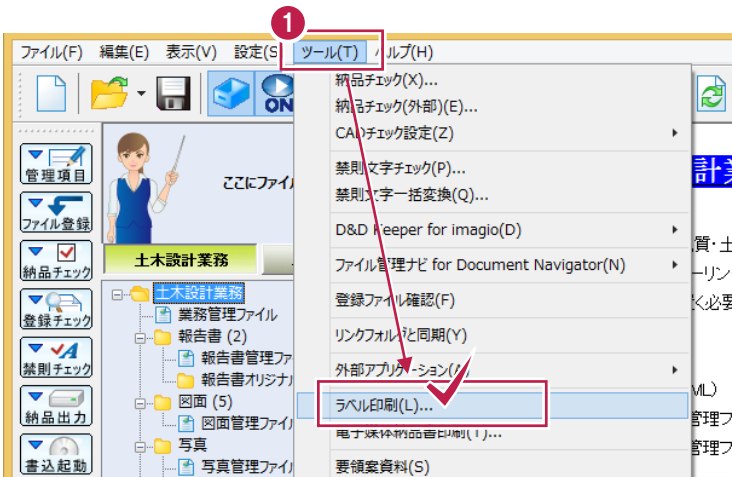 1
ファイル(F) 編集(E) 表示(V) 設定(S ツール(T) ルプ(H)
ON
納品チェック(X)...
納品チェック(外部)(E)...
CADチェック設定(Z)
禁則文字チェック(P)...
禁則文字一括変換(Q)...
D&D Keeper for imagio(D)
ファイル管理ナビ for Document Navigator(N)
登録ファイル確認(F)
リンクフォルダと同期(Y)
外部アプリケーション(A)
ラベル印刷(L)...
電子媒体納品書印刷(T)...
要領案資料(S)
管理項目
ファイル登録
納品チェック
登録チェック
禁則チェック
納品出力
書込起動
ここにファイ
土木設計業務
土木設計業務
業務管理ファイル
報告書 (2)
報告書管理ファ
報告書オリジナ
図面 (5)
図面管理ファイ
写真
写真管理ファイ
計業
質・土
ーリン
く必要
ML)
管理フ
管理フ